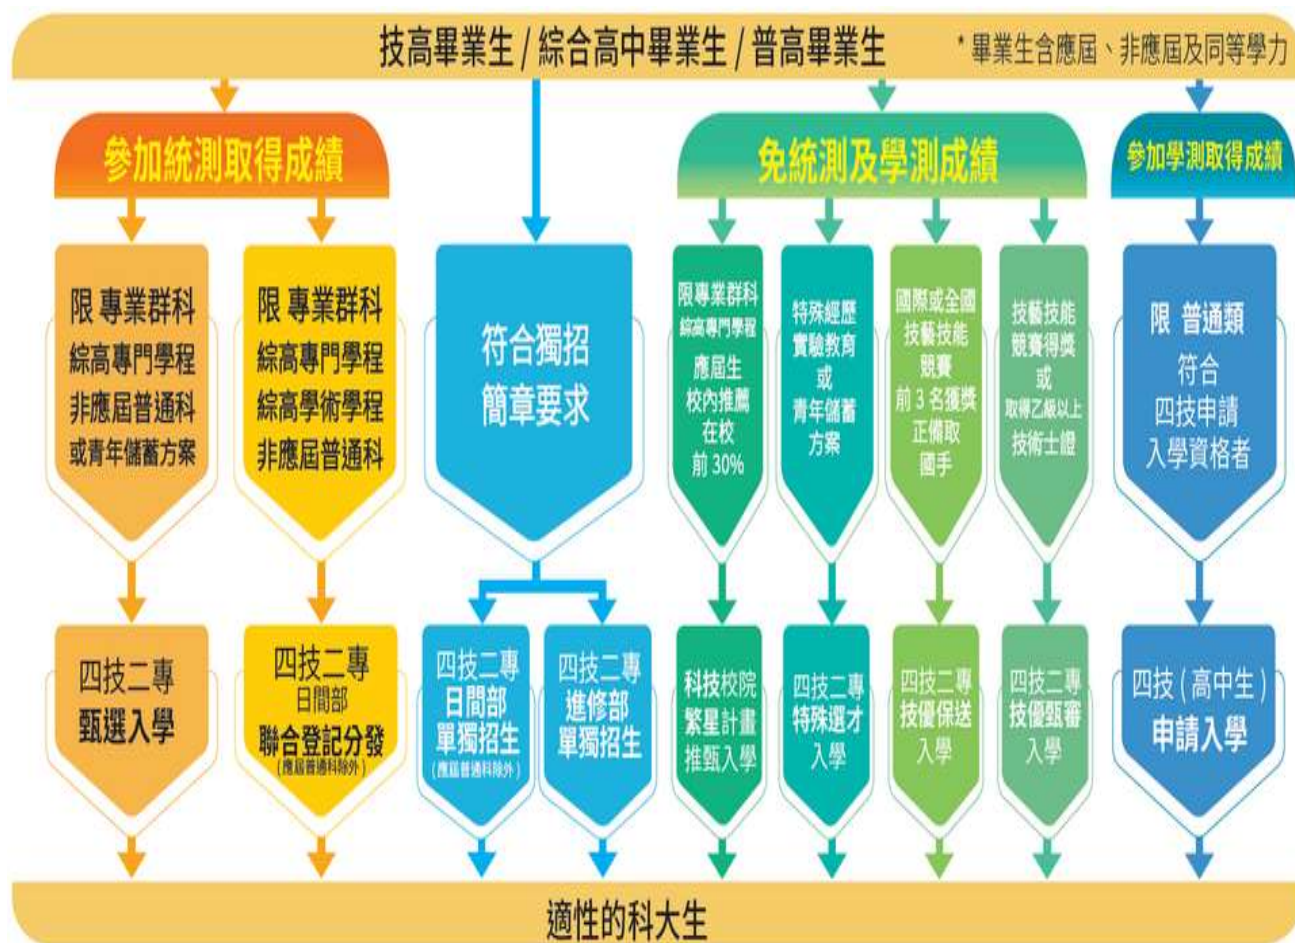 技高畢業生 / 綜合高中畢業生 / 普高畢業生
* 畢業生含應屆、非應屆及同等學力
參加統測取得成績
免統測及學測成績
參加學測取得成績
限 專業群科
綜高專門學程
非應屆普通科
或青年儲蓄方案
限 專業群科
綜高專門學程
綜高學術學程
非應屆普通科
符合獨招
簡章要求
限專業群科
綜高專門學程
應屆生
校內推薦
在校
前 30%
特殊經歷
實驗教育
或
青年儲蓄
方案
國際或全國
技藝技能
競賽
前 3 名獲獎
正備取
國手
技藝技能
競賽得獎
或
取得乙級以上
技術士證
限 普通類
符合
四技申請
入學資格者
四技二專
甄選入學
四技二專
日間部
聯合登記分發
(應屆普通科除外)
四技二專
日間部
單獨招生
(應屆普通科除外)
四技二專
進修部
單獨招生
科技校院
繁星計畫
推甄入學
四技二專
特殊選才
入學
四技二專
技優保送
入學
四技二專
技優甄審
入學
四技 ( 高中生 )
申請入學
適性的科大生